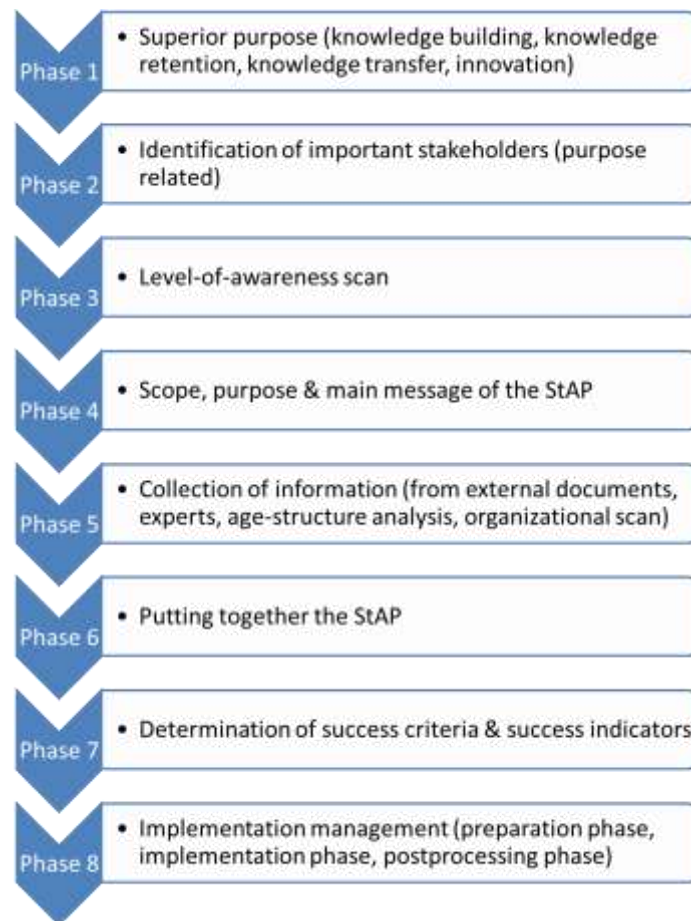 Phase 1
• Superior purpose (knowledge building, knowledge
retention, knowledge transfer, innovation)
Phase 2
• Identification of important stakeholders (purpose
related)
Phase 3
• Level-of-awareness scan
Phase 4
• Scope, purpose & main message of the StAP
Phase 5
• Collection of information (from external documents,
experts, age-structure analysis, organizational scan)
Phase 6
• Putting together the StAP
Phase 7
• Determination of success criteria & success indicators
Phase 8
• Implementation management (preparation phase,
implementation phase, postprocessing phase)